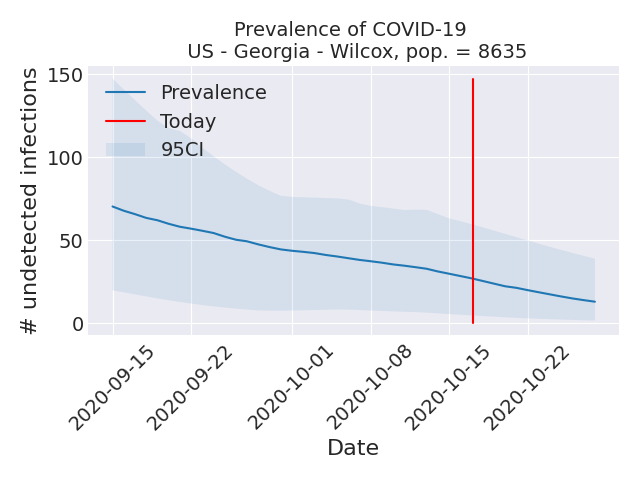 Prevalence of COVID-19
US - Georgia - Wilcox, pop. = 8635
# undetected infections
150
100
50
0
Prevalence
Today
95CI
2020-09-15
2020-09-22
2020-10-01
2020-10-08
2020-10-15
2020-10-22
Date